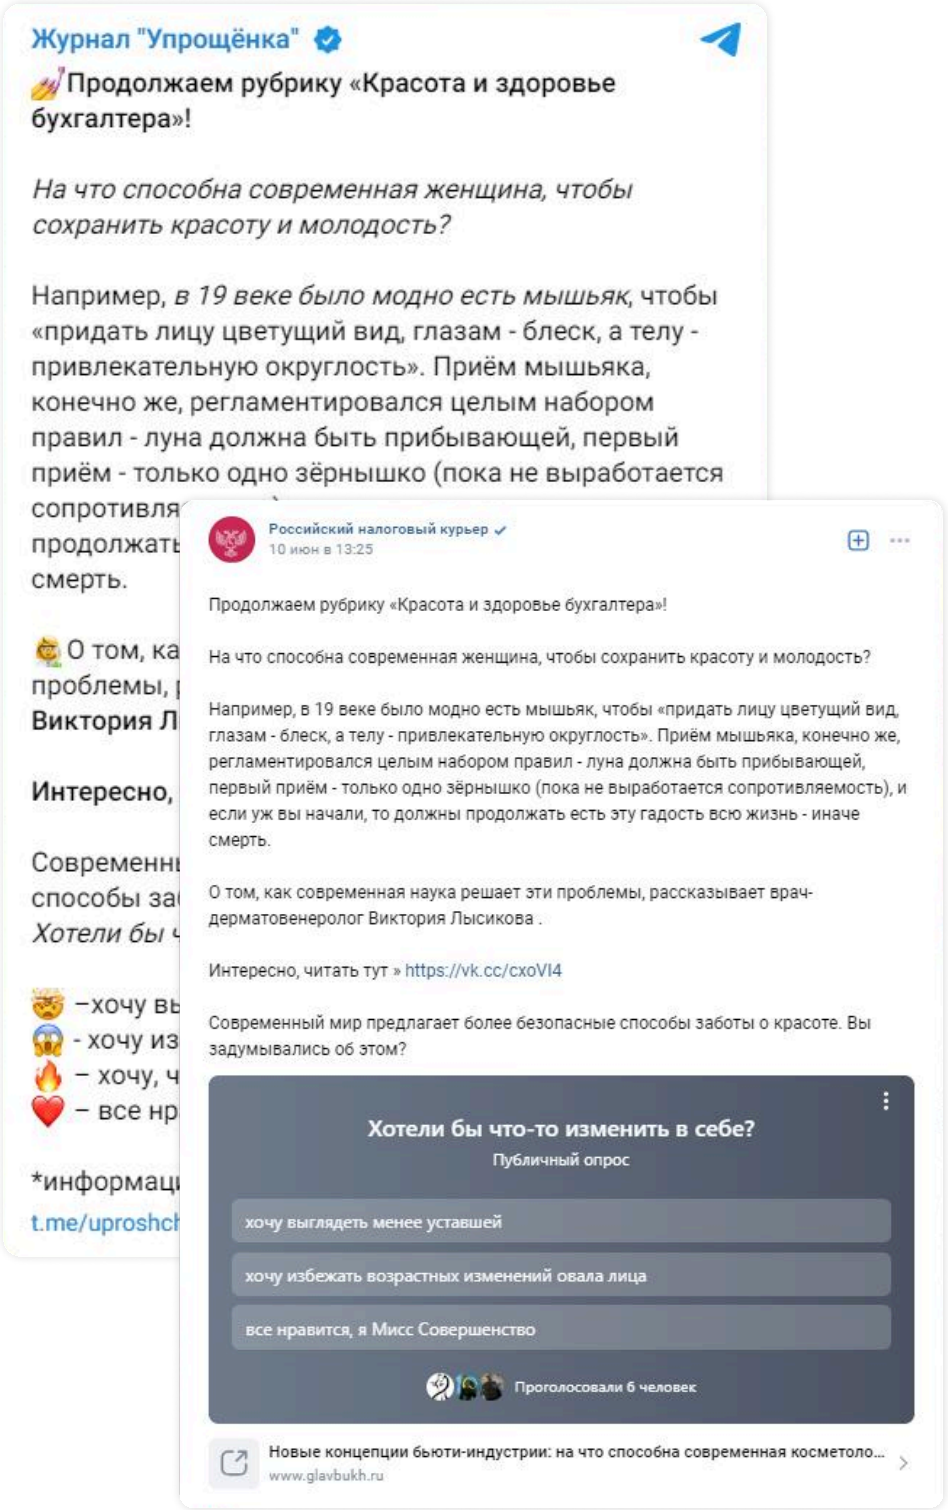 Журнал "Упрощёнка"
💅Продолжаем рубрику «Красота и здоровье
бухгалтера»!
На что способна современная женщина, чтобы
сохранить красоту и молодость?
Например, в 19 веке было модно есть мышьяк, чтобы
«придать лицу цветущий вид, глазам - блеск, а телу -
привлекательную округлость». Приём мышьяка,
конечно же, регламентировался целым набором
правил - луна должна быть прибывающей, первый
приём - только одно зёрнышко (пока не выработается
сопротивля
продолжать
смерть.
О том, ка
проблемы,
Виктория Л
Интересно,
Современны
способы за
Хотели бы ч
🤯 –хочу вы
😱 - хочу из
🔥 – хочу, ч
❤️ – все нр
*информаци
t.me/uproshch
Российский налоговый курьер
10 июн в 13:25
Продолжаем рубрику «Красота и здоровье бухгалтера»!
На что способна современная женщина, чтобы сохранить красоту и молодость?
Например, в 19 веке было модно есть мышьяк, чтобы «придать лицу цветущий вид,
глазам - блеск, а телу - привлекательную округлость». Приём мышьяка, конечно же,
регламентировался целым набором правил - луна должна быть прибывающей,
первый приём - только одно зёрнышко (пока не выработается сопротивляемость), и
если уж вы начали, то должны продолжать есть эту гадость всю жизнь - иначе
смерть.
О том, как современная наука решает эти проблемы, рассказывает врач-
дерматовенеролог Виктория Лысикова .
Интересно, читать тут » https://vk.cc/cxoVI4
Современный мир предлагает более безопасные способы заботы о красоте. Вы
задумывались об этом?
Хотели бы что-то изменить в себе?
Публичный опрос
хочу выглядеть менее уставшей
хочу избежать возрастных изменений овала лица
все нравится, я Мисс Совершенство
Проголосовали 6 человек
Новые концепции бьюти-индустрии: на что способна современная косметоло...
www.glavbukh.ru